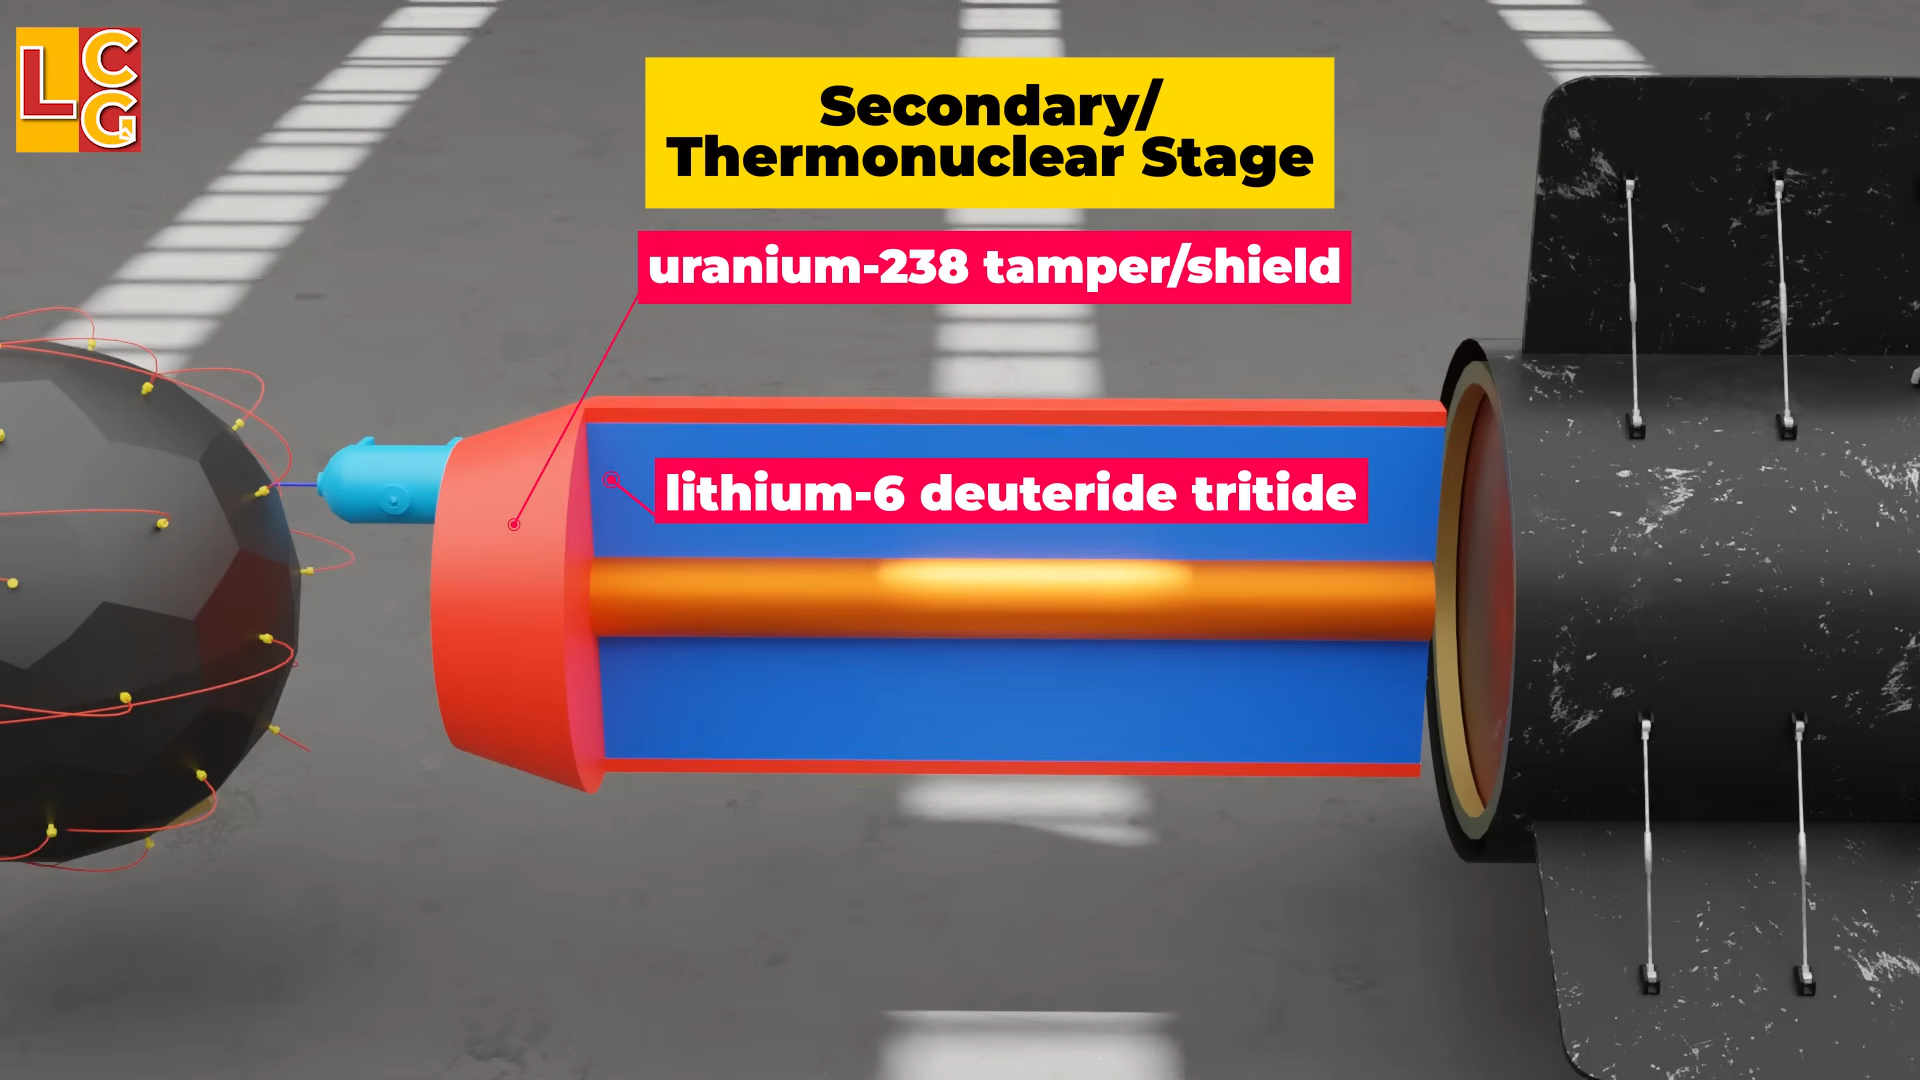 LCG
Secondary/
Thermonuclear Stage
uranium-238 tamper/shield
lithium-6 deuteride tritide